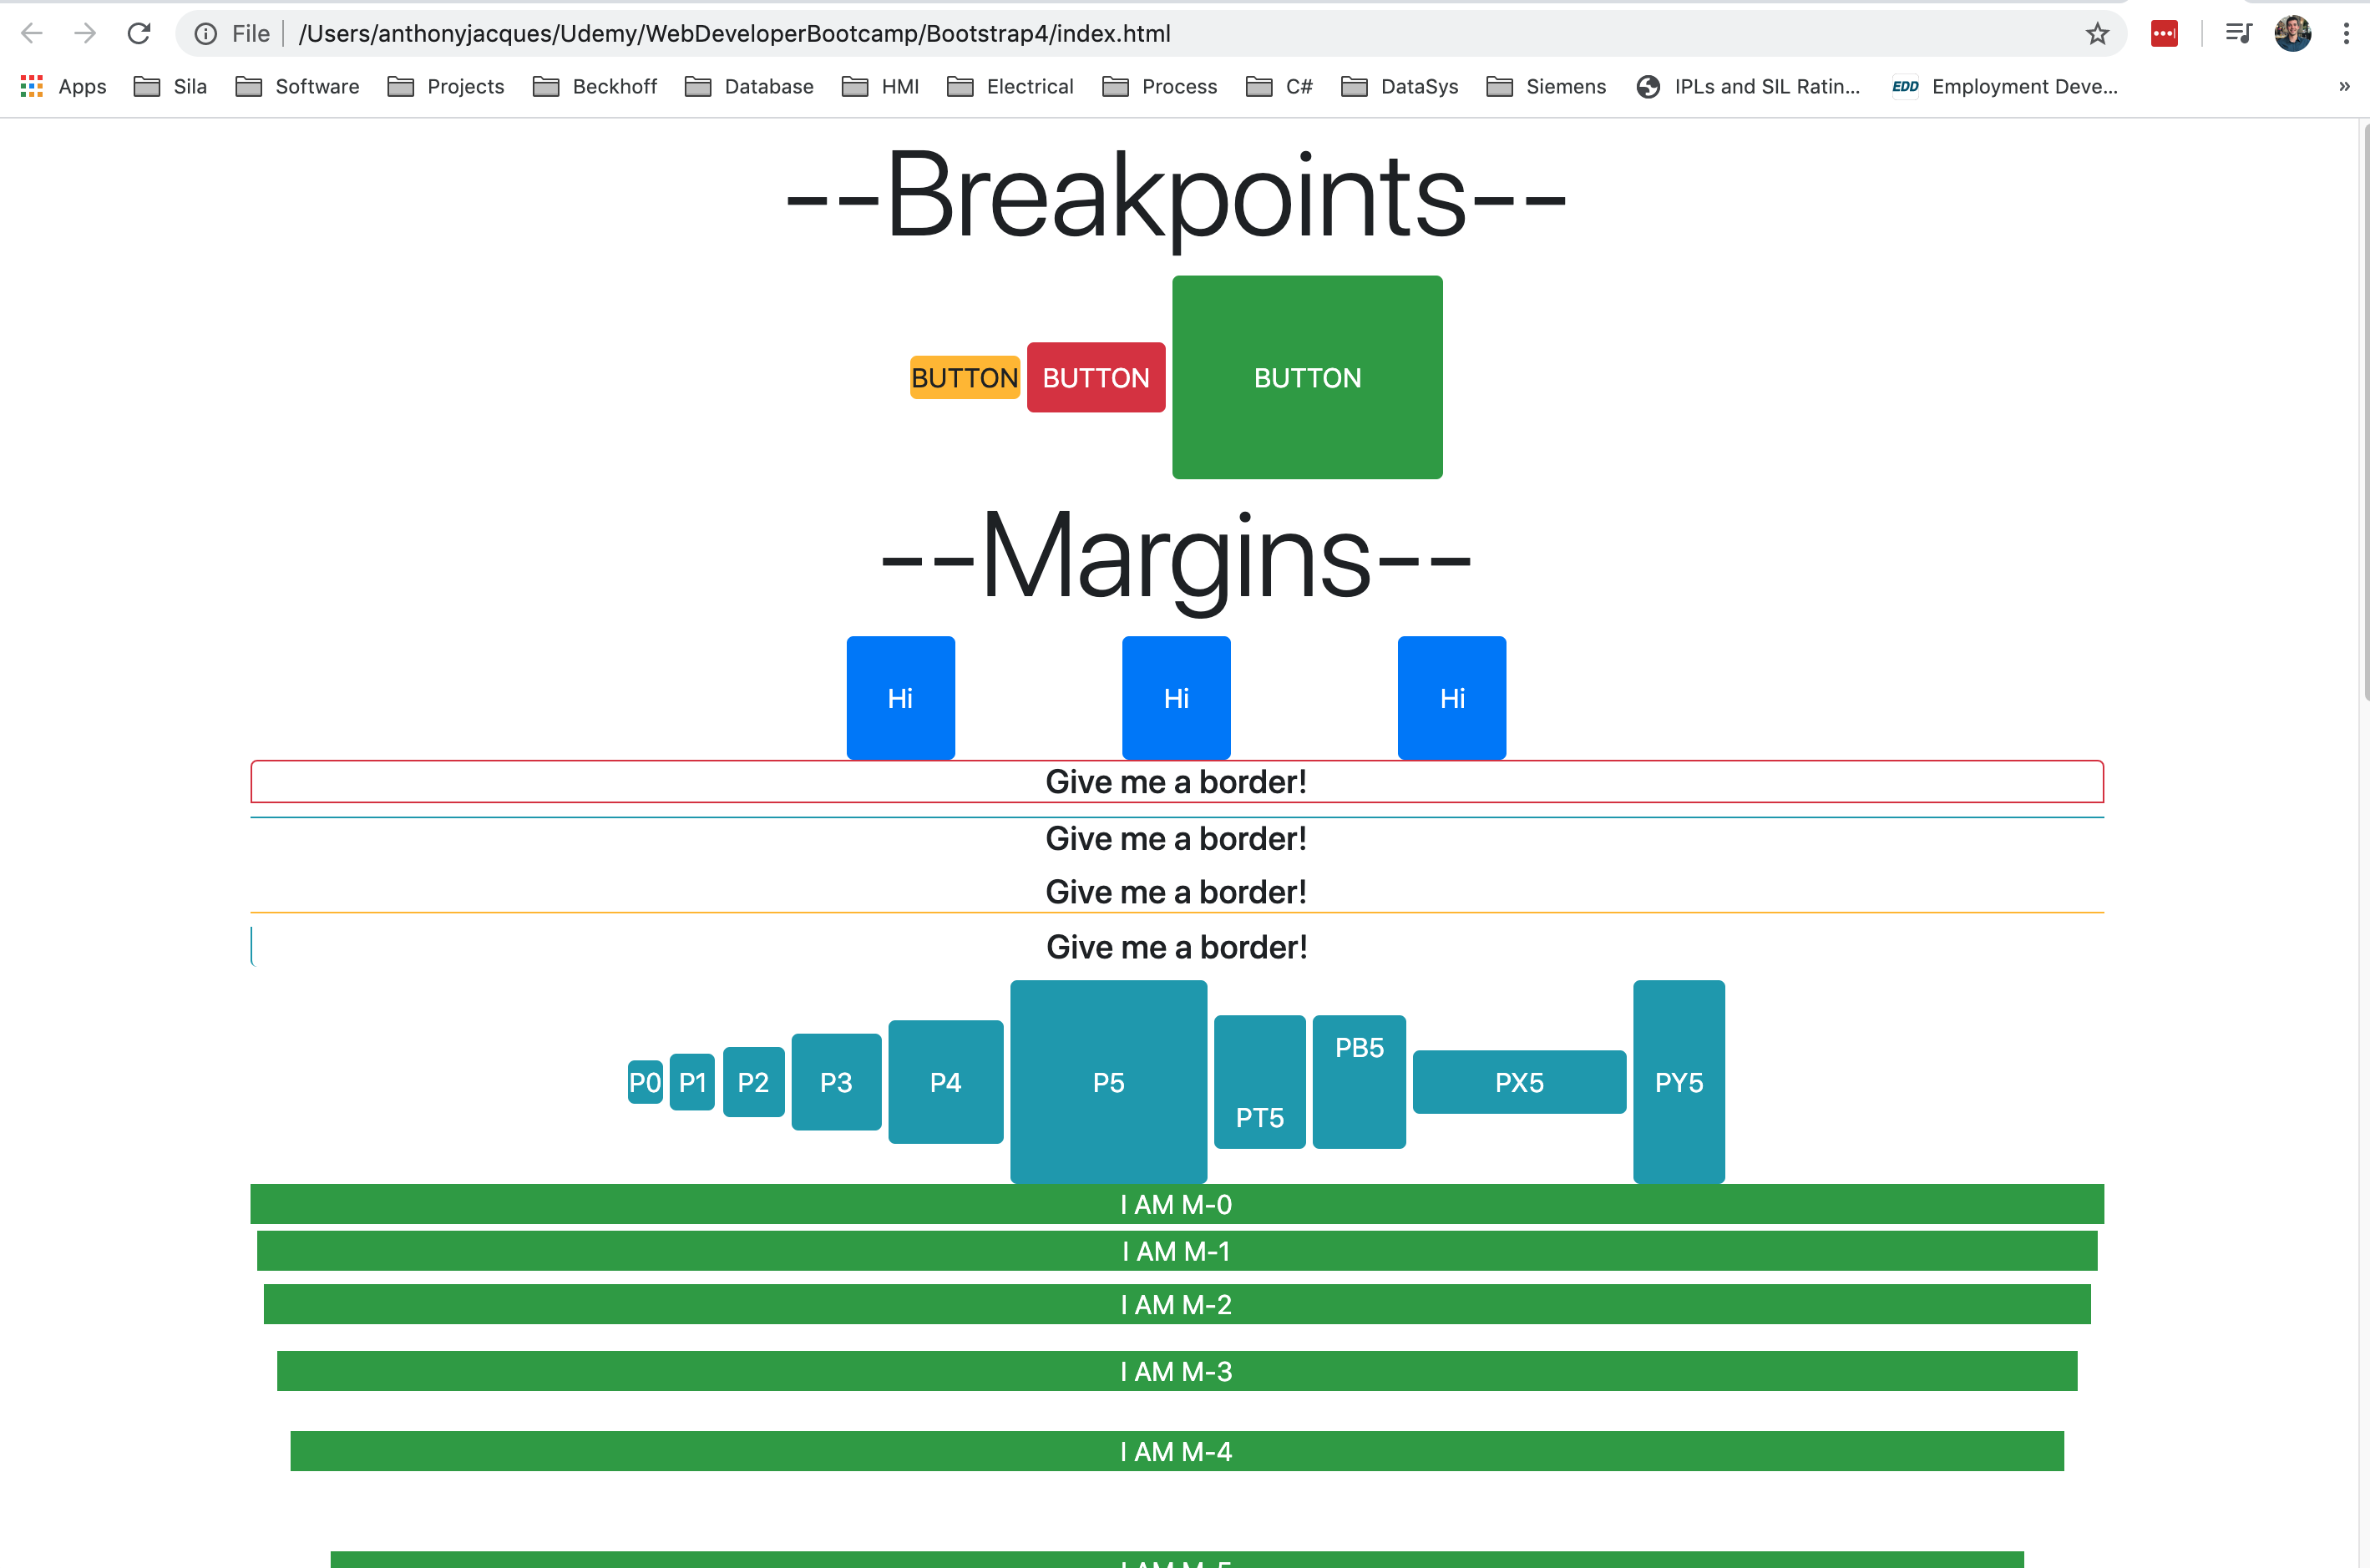 File /Users/anthonyjacques/Udemy/WebDeveloperBootcamp/Bootstrap4/index.html
Apps Sila Software Projects Beckhoff Database HMI Electrical Process C# DataSys Siemens IPLs and SIL Ratin... EDD Employment Deve... »
--Breakpoints--
BUTTON BUTTON BUTTON
--Margins--
Hi Hi Hi
Give me a border!
Give me a border!
Give me a border!
Give me a border!
P0 P1 P2 P3 P4 P5 PT5 PB5 PX5 PY5
I AM M-0
I AM M-1
I AM M-2
I AM M-3
I AM M-4
I AM M-5